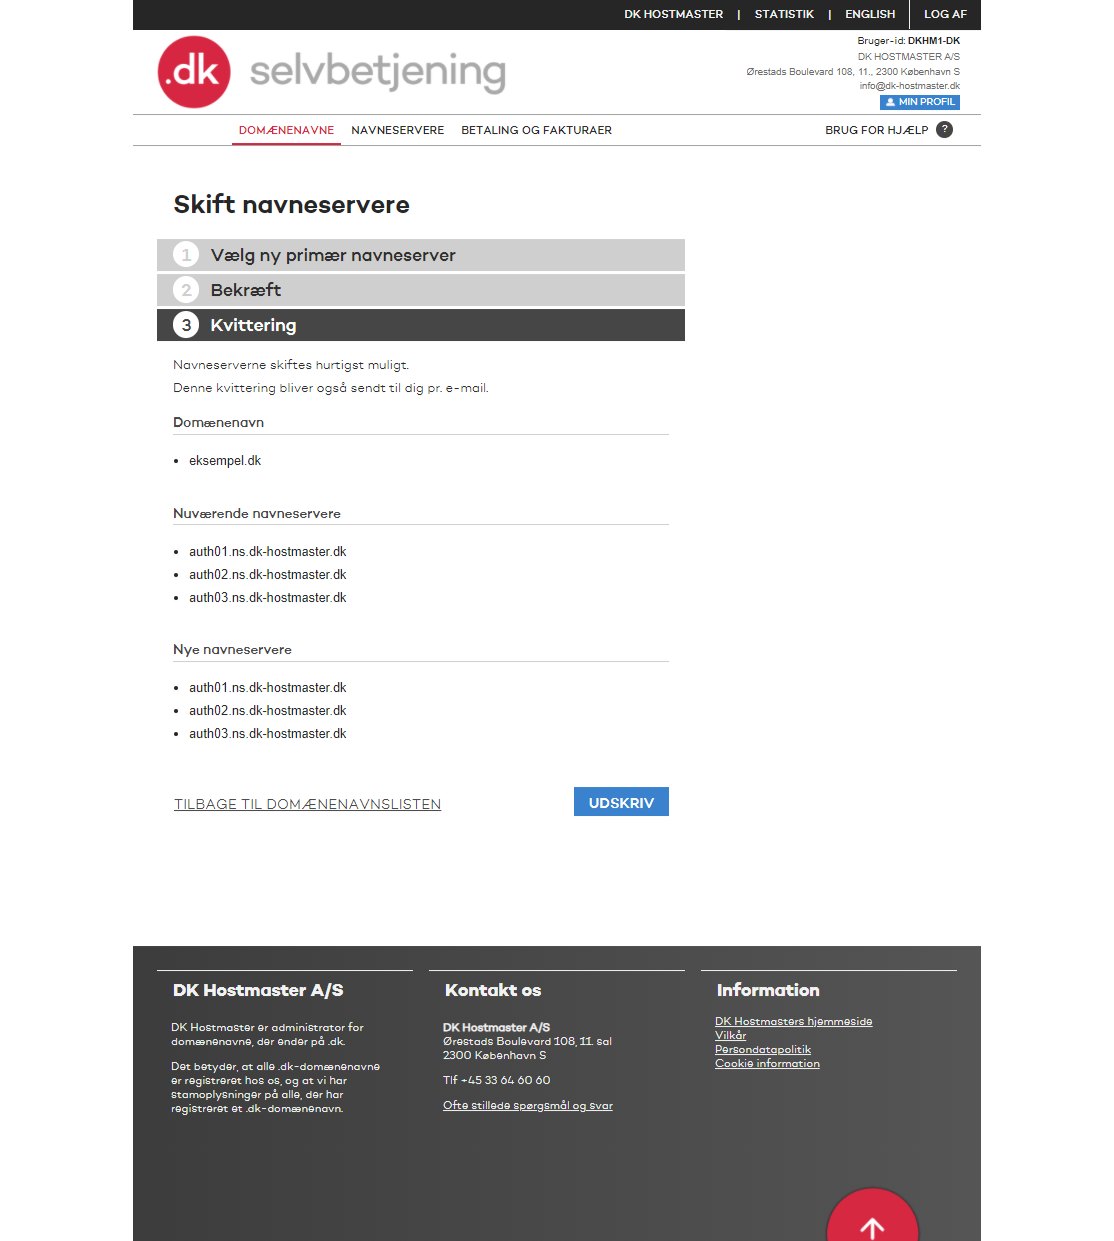 DK HOSTMASTER | STATISTIK | ENGLISH LOG AF
.dk selvbetjening
Bruger-id: DKHM1-DK
DK HOSTMASTER A/S
Ørestads Boulevard 108, 11., 2300 København S
info@dk-hostmaster.dk
MIN PROFIL
DOMÆNENAVNE NAVNESERVERE BETALING OG FAKTURAER BRUG FOR HJÆLP ?
Skift navneservere
1 Vælg ny primær navneserver
2 Bekræft
3 Kvittering
Navneserverne skiftes hurtigst muligt.
Denne kvittering bliver også sendt til dig pr. e-mail.
Domænenavn
• eksempel.dk
Nuværende navneservere
• auth01.ns.dk-hostmaster.dk
• auth02.ns.dk-hostmaster.dk
• auth03.ns.dk-hostmaster.dk
Nye navneservere
• auth01.ns.dk-hostmaster.dk
• auth02.ns.dk-hostmaster.dk
• auth03.ns.dk-hostmaster.dk
TILBAGE TIL DOMÆNENAVNSLISTEN UDSKRIV
DK Hostmaster A/S
DK Hostmaster er administrator for
domænenavne, der ender på .dk.
Det betyder, at alle .dk-domænenavne
er registreret hos os, og at vi har
stamoplysninger på alle, der har
registreret et .dk-domænenavn.
Kontakt os
DK Hostmaster A/S
Ørestads Boulevard 108, 11. sal
2300 København S
Tlf +45 33 64 60 60
Ofte stillede spørgsmål og svar
Information
DK Hostmasters hjemmeside
Vilkår
Persondatapolitik
Cookie information